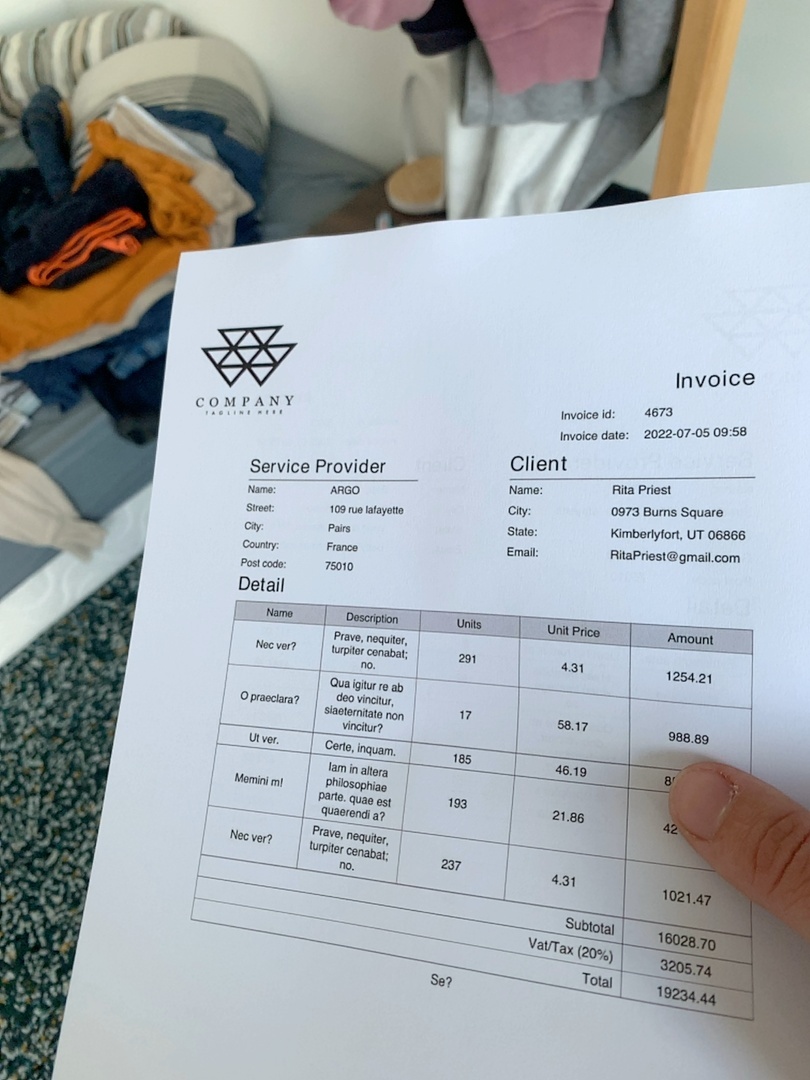 COMPANY
TAGLINE HERE
Invoice
Invoice id: 4673
Invoice date: 2022-07-05 09:58
Service Provider
Name: ARGO
Street: 109 rue lafayette
City: Pairs
Country: France
Post code: 75010
Client
Name: Rita Priest
City: 0973 Burns Square
State: Kimberlyfort, UT 06866
Email: RitaPriest@gmail.com
Detail
Name Description Units Unit Price Amount
Nec ver? Prave, nequiter, 291 4.31 1254.21
turpiter cenabat;
no.
O praeclara? Qua igitur re ab 17 58.17 988.89
deo vincitur,
siaeternitate non
vincitur?
Ut ver. Certe, inquam. 185 46.19
Memini m! Iam in altera 193 21.86
philosophiae
parte. quae est
quaerendi a?
Nec ver? Prave, nequiter, 237 4.31 1021.47
turpiter cenabat;
no.
Subtotal 16028.70
Vat/Tax (20%) 3205.74
Total 19234.44
Se?